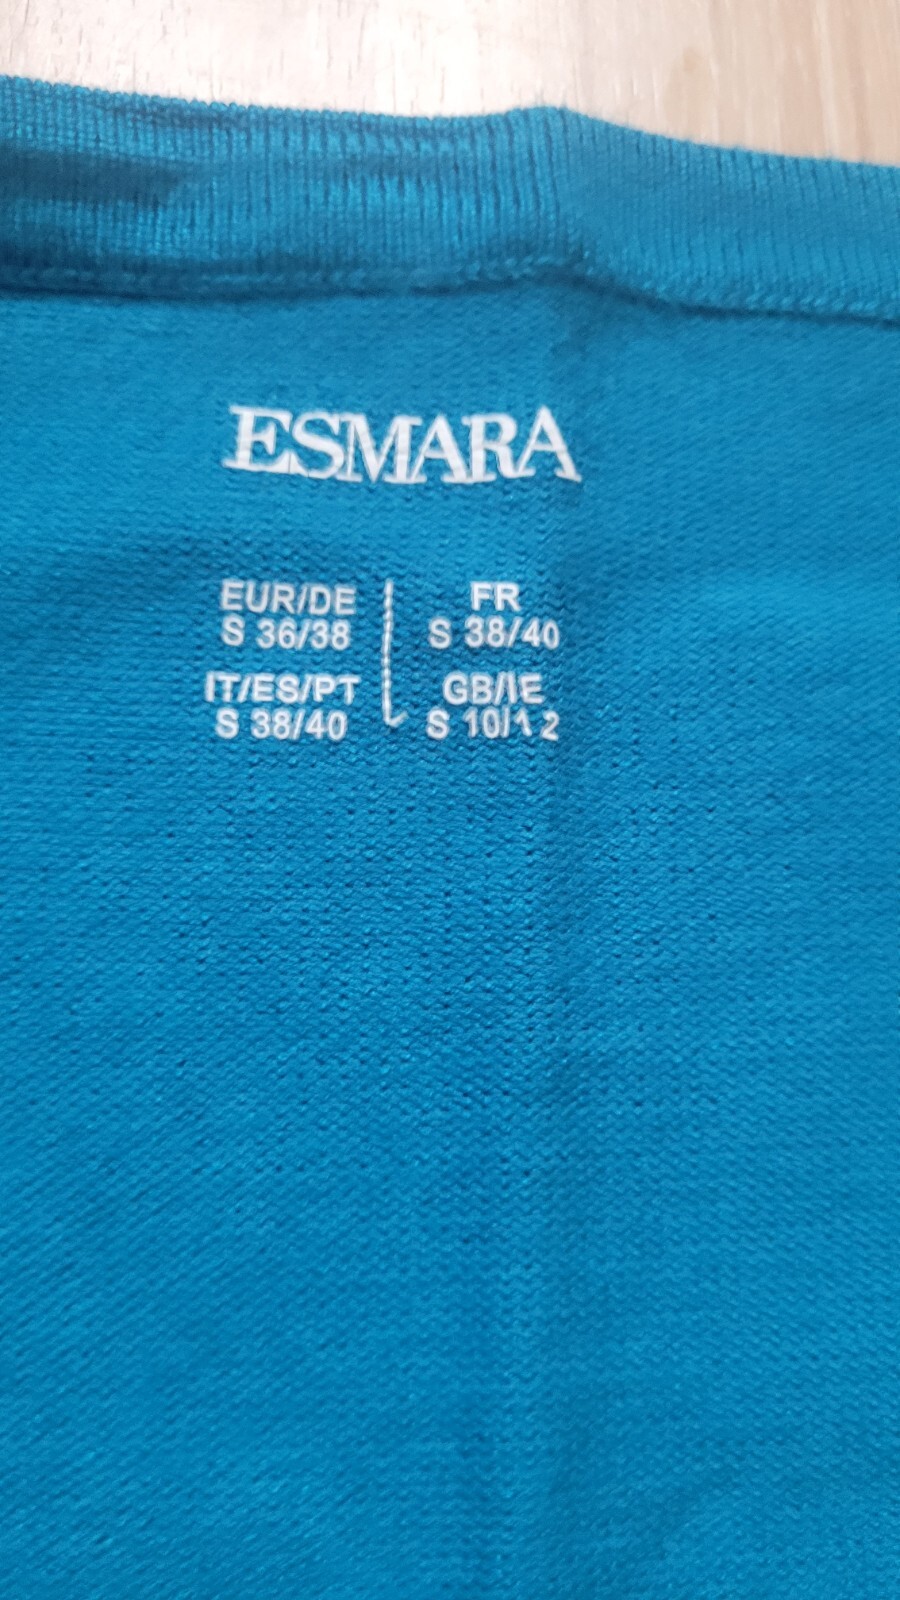 ESMARA
EUR/DE
S 36/38
FR
S 38/40
IT/ES/PT
S 38/40
GB/IE
S 10/12